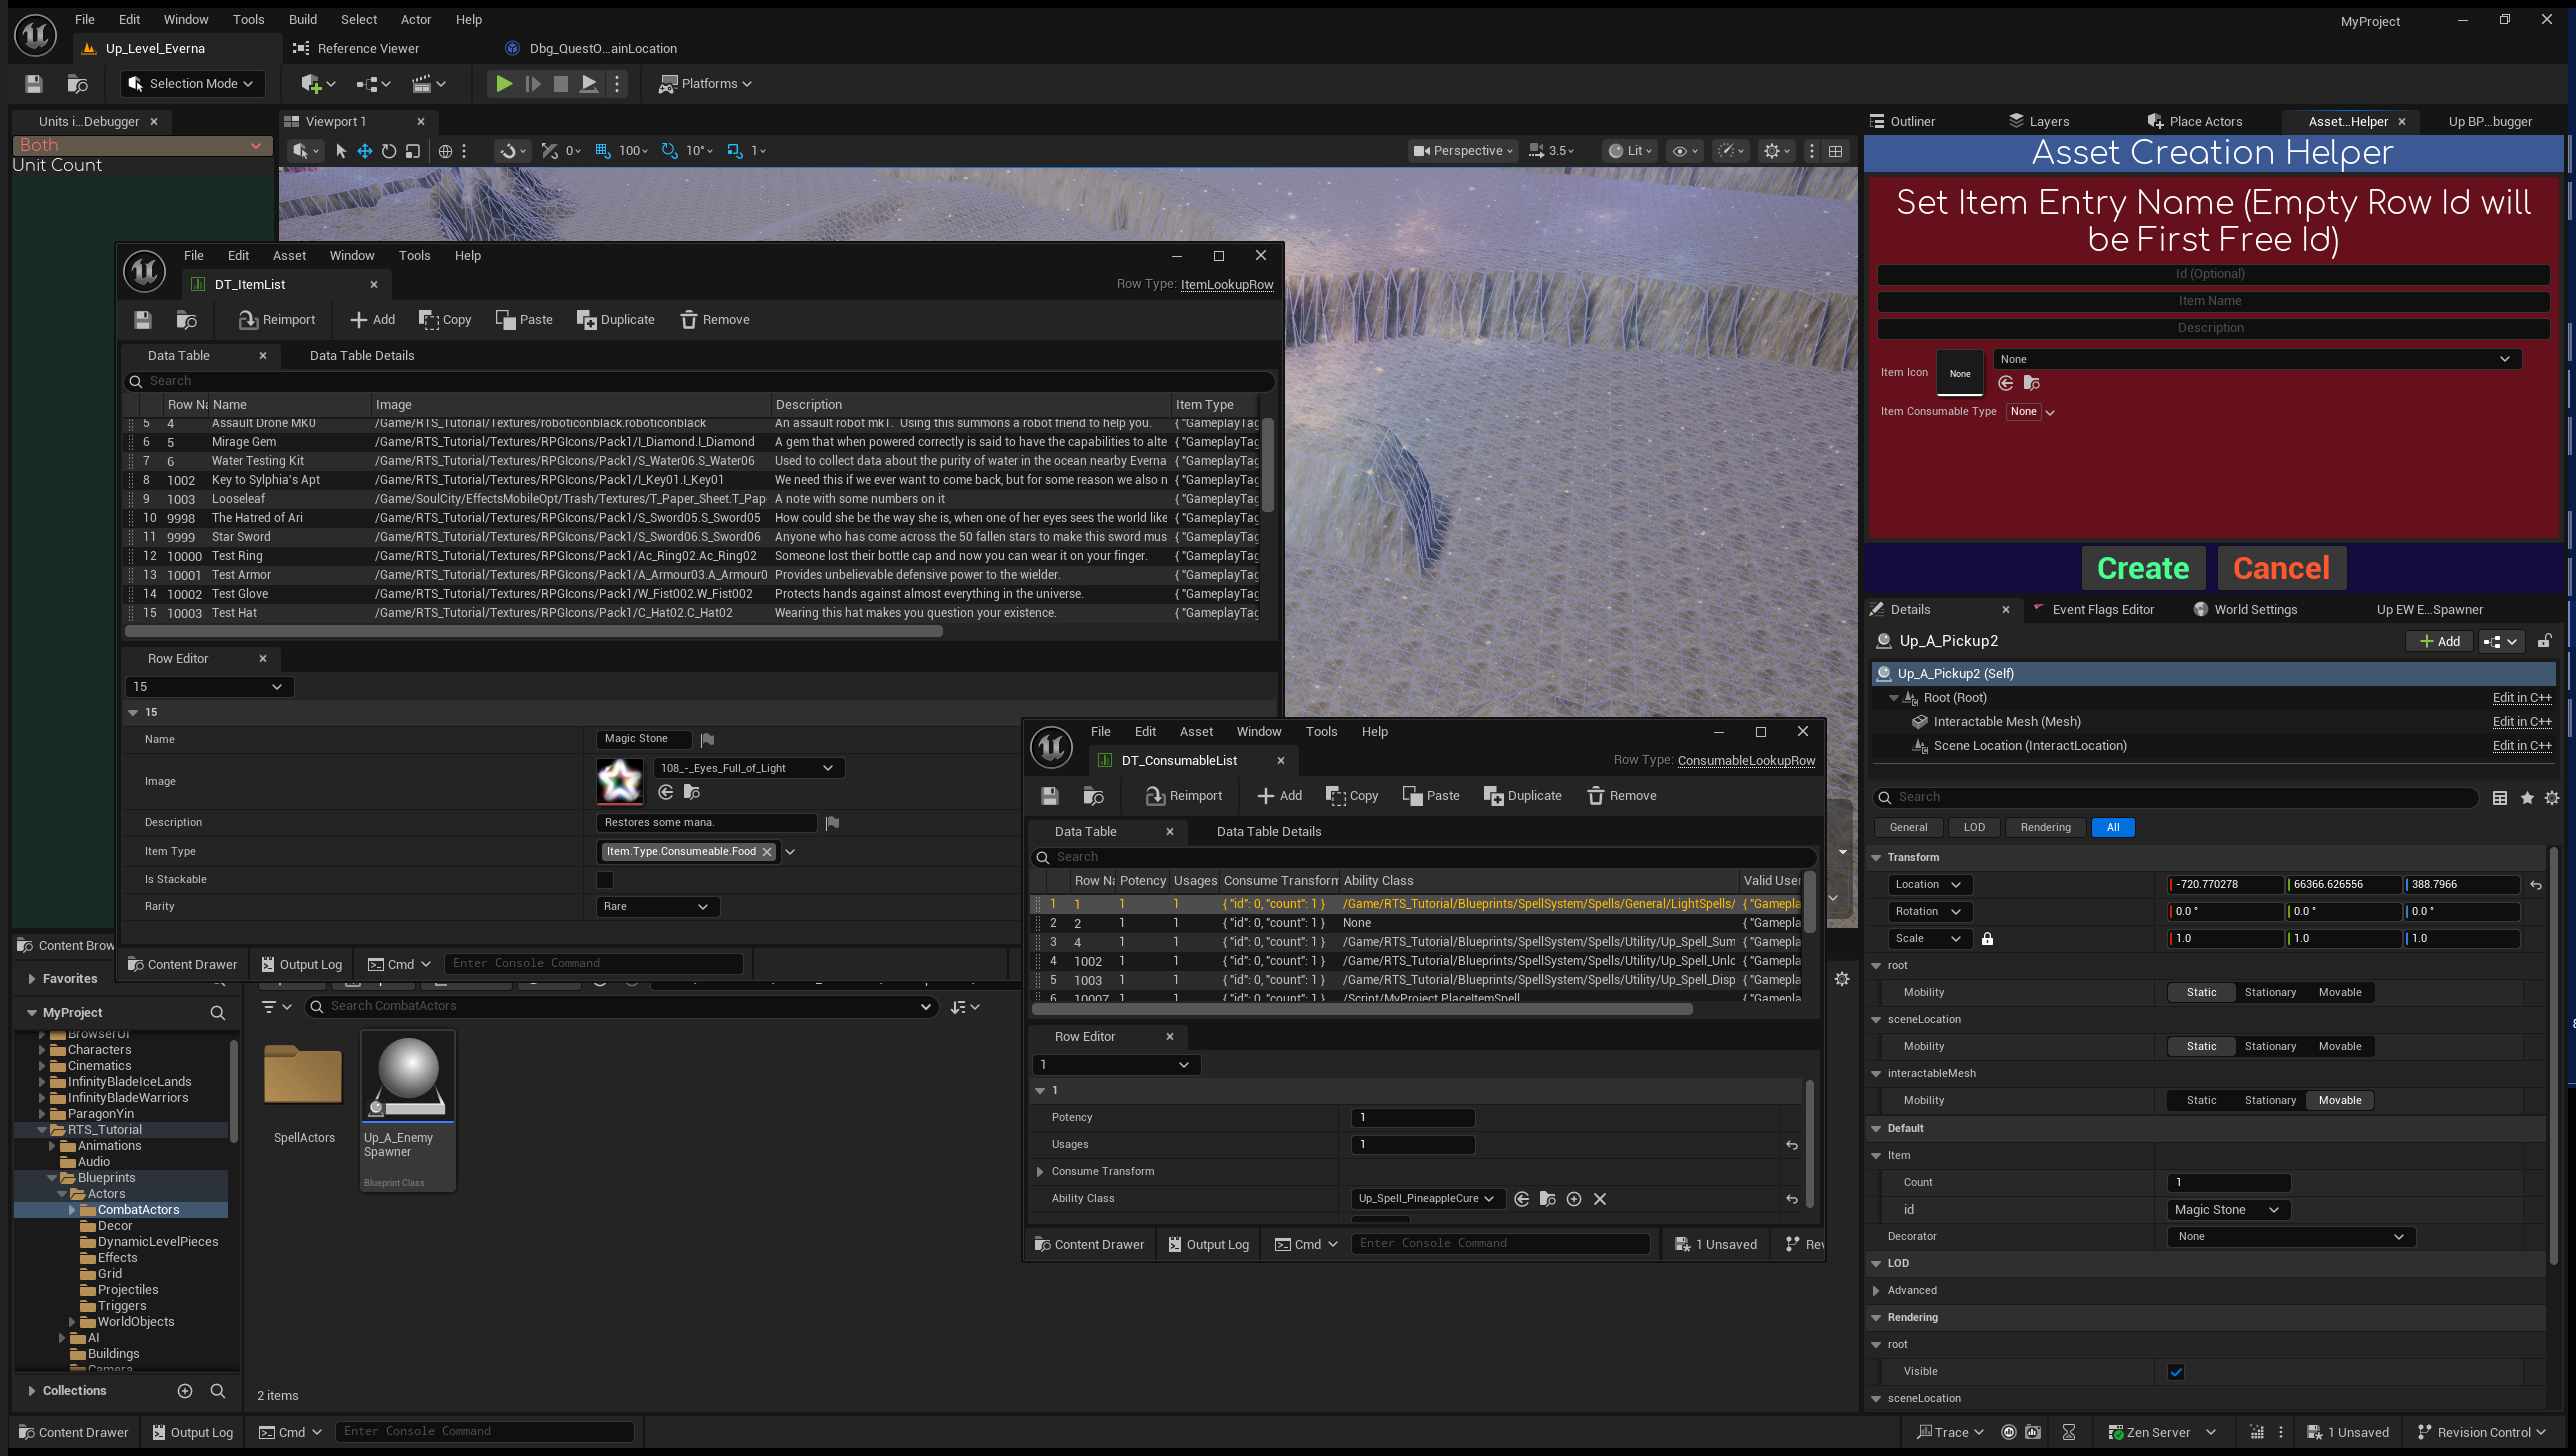 File Edit Window Tools Build Select Actor Help
MyProject
Up_Level_Everna
Reference Viewer
Dbg_QuestO...ainLocation
Selection Mode
Platforms
Units i...Debugger
Both
Unit Count
Viewport 1
0 100 10° 1
Perspective 3.5 Lit
Outliner Layers Place Actors Asset...Helper Up BP...bugger
Asset Creation Helper
Set Item Entry Name (Empty Row Id will
be First Free Id)
Id (Optional)
Item Name
Description
Item Icon None None
Item Consumable Type None
Create Cancel
File Edit Asset Window Tools Help
DT_ItemList
Row Type: ItemLookupRow
Reimport Add Copy Paste Duplicate Remove
Data Table
Data Table Details
Search
Row Na Name Image Description Item Type
5 4 Assault Drone MK0 /Game/RTS_Tutorial/Textures/roboticonblack.roboticonblack An assault robot mk1. Using this summons a robot friend to help you. { "GameplayTag
6 5 Mirage Gem /Game/RTS_Tutorial/Textures/RPGIcons/Pack1/I_Diamond.I_Diamond A gem that when powered correctly is said to have the capabilities to alte { "GameplayTag
7 6 Water Testing Kit /Game/RTS_Tutorial/Textures/RPGIcons/Pack1/S_Water06.S_Water06 Used to collect data about the purity of water in the ocean nearby Everna { "GameplayTag
8 1002 Key to Sylphia's Apt /Game/RTS_Tutorial/Textures/RPGIcons/Pack1/I_Key01.I_Key01 We need this if we ever want to come back, but for some reason we also n { "GameplayTag
9 1003 Looseleaf /Game/SoulCity/EffectsMobileOpt/Trash/Textures/T_Paper_Sheet.T_Pap A note with some numbers on it { "GameplayTag
10 9998 The Hatred of Ari /Game/RTS_Tutorial/Textures/RPGIcons/Pack1/S_Sword05.S_Sword05 How could she be the way she is, when one of her eyes sees the world like { "GameplayTag
11 9999 Star Sword /Game/RTS_Tutorial/Textures/RPGIcons/Pack1/S_Sword06.S_Sword06 Anyone who has come across the 50 fallen stars to make this sword mus { "GameplayTag
12 10000 Test Ring /Game/RTS_Tutorial/Textures/RPGIcons/Pack1/Ac_Ring02.Ac_Ring02 Someone lost their bottle cap and now you can wear it on your finger. { "GameplayTag
13 10001 Test Armor /Game/RTS_Tutorial/Textures/RPGIcons/Pack1/A_Armour03.A_Armour0 Provides unbelievable defensive power to the wielder. { "GameplayTag
14 10002 Test Glove /Game/RTS_Tutorial/Textures/RPGIcons/Pack1/W_Fist002.W_Fist002 Protects hands against almost everything in the universe. { "GameplayTag
15 10003 Test Hat /Game/RTS_Tutorial/Textures/RPGIcons/Pack1/C_Hat02.C_Hat02 Wearing this hat makes you question your existence. { "GameplayTag
Row Editor
15
15
Name Magic Stone
Image 108_-_Eyes_Full_of_Light
Description Restores some mana.
Item Type Item.Type.Consumeable.Food
Is Stackable
Rarity Rare
Content Drawer Output Log Cmd Enter Console Command
File Edit Asset Window Tools Help
DT_ConsumableList
Row Type: ConsumableLookupRow
Reimport Add Copy Paste Duplicate Remove
Data Table
Data Table Details
Search
Row Na Potency Usages Consume Transform Ability Class Valid User
1 1 1 1 { "id": 0, "count": 1 } /Game/RTS_Tutorial/Blueprints/SpellSystem/Spells/General/LightSpells/ { "Gamepla
2 2 1 1 { "id": 0, "count": 1 } None { "Gamepla
3 4 1 1 { "id": 0, "count": 1 } /Game/RTS_Tutorial/Blueprints/SpellSystem/Spells/Utility/Up_Spell_Sum { "Gamepla
4 1002 1 1 { "id": 0, "count": 1 } /Game/RTS_Tutorial/Blueprints/SpellSystem/Spells/Utility/Up_Spell_Unlo { "Gamepla
5 1003 1 1 { "id": 0, "count": 1 } /Game/RTS_Tutorial/Blueprints/SpellSystem/Spells/Utility/Up_Spell_Disp { "Gamepla
6 10007 1 1 { "id": 0, "count": 1 } /Script/MyProject.PlaceItemSpell { "Gamepla
Row Editor
1
1
Potency 1
Usages 1
Consume Transform
Ability Class Up_Spell_PineappleCure
Content Drawer Output Log Cmd Enter Console Command 1 Unsaved Rev
Details Event Flags Editor World Settings Up EW E...Spawner
Up_A_Pickup2
Add
Up_A_Pickup2 (Self)
Root (Root) Edit in C++
Interactable Mesh (Mesh) Edit in C++
Scene Location (InteractLocation) Edit in C++
Search
General LOD Rendering All
Transform
Location -720.770278 66366.626556 388.7966
Rotation 0.0 ° 0.0 ° 0.0 °
Scale 1.0 1.0 1.0
root
Mobility Static Stationary Movable
sceneLocation
Mobility Static Stationary Movable
interactableMesh
Mobility Static Stationary Movable
Default
Item
Count 1
id Magic Stone
Decorator None
LOD
Advanced
Rendering
root
Visible
sceneLocation
Content Brow
Favorites
MyProject
BrowserUI
Characters
Cinematics
InfinityBladeIceLands
InfinityBladeWarriors
ParagonYin
RTS_Tutorial
Animations
Audio
Blueprints
Actors
CombatActors
Decor
DynamicLevelPieces
Effects
Grid
Projectiles
Triggers
WorldObjects
AI
Buildings
Camera
Collections
Search CombatActors
SpellActors
Up_A_Enemy
Spawner
Blueprint Class
2 items
Content Drawer Output Log Cmd Enter Console Command
Trace Zen Server 1 Unsaved Revision Control